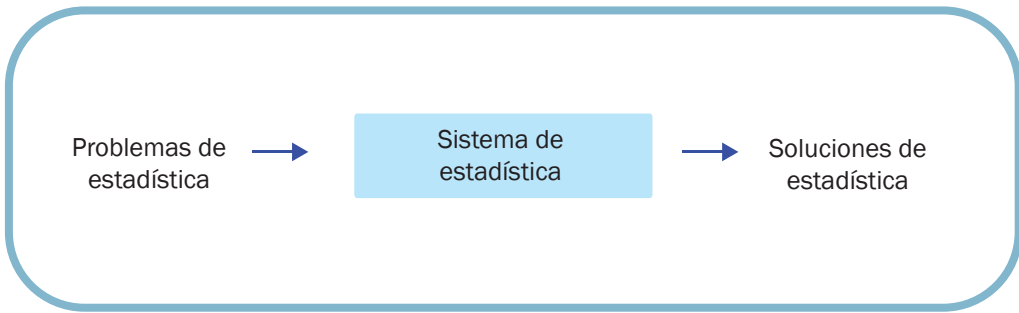 Problemas de
estadística
Sistema de
estadística
Soluciones de
estadística